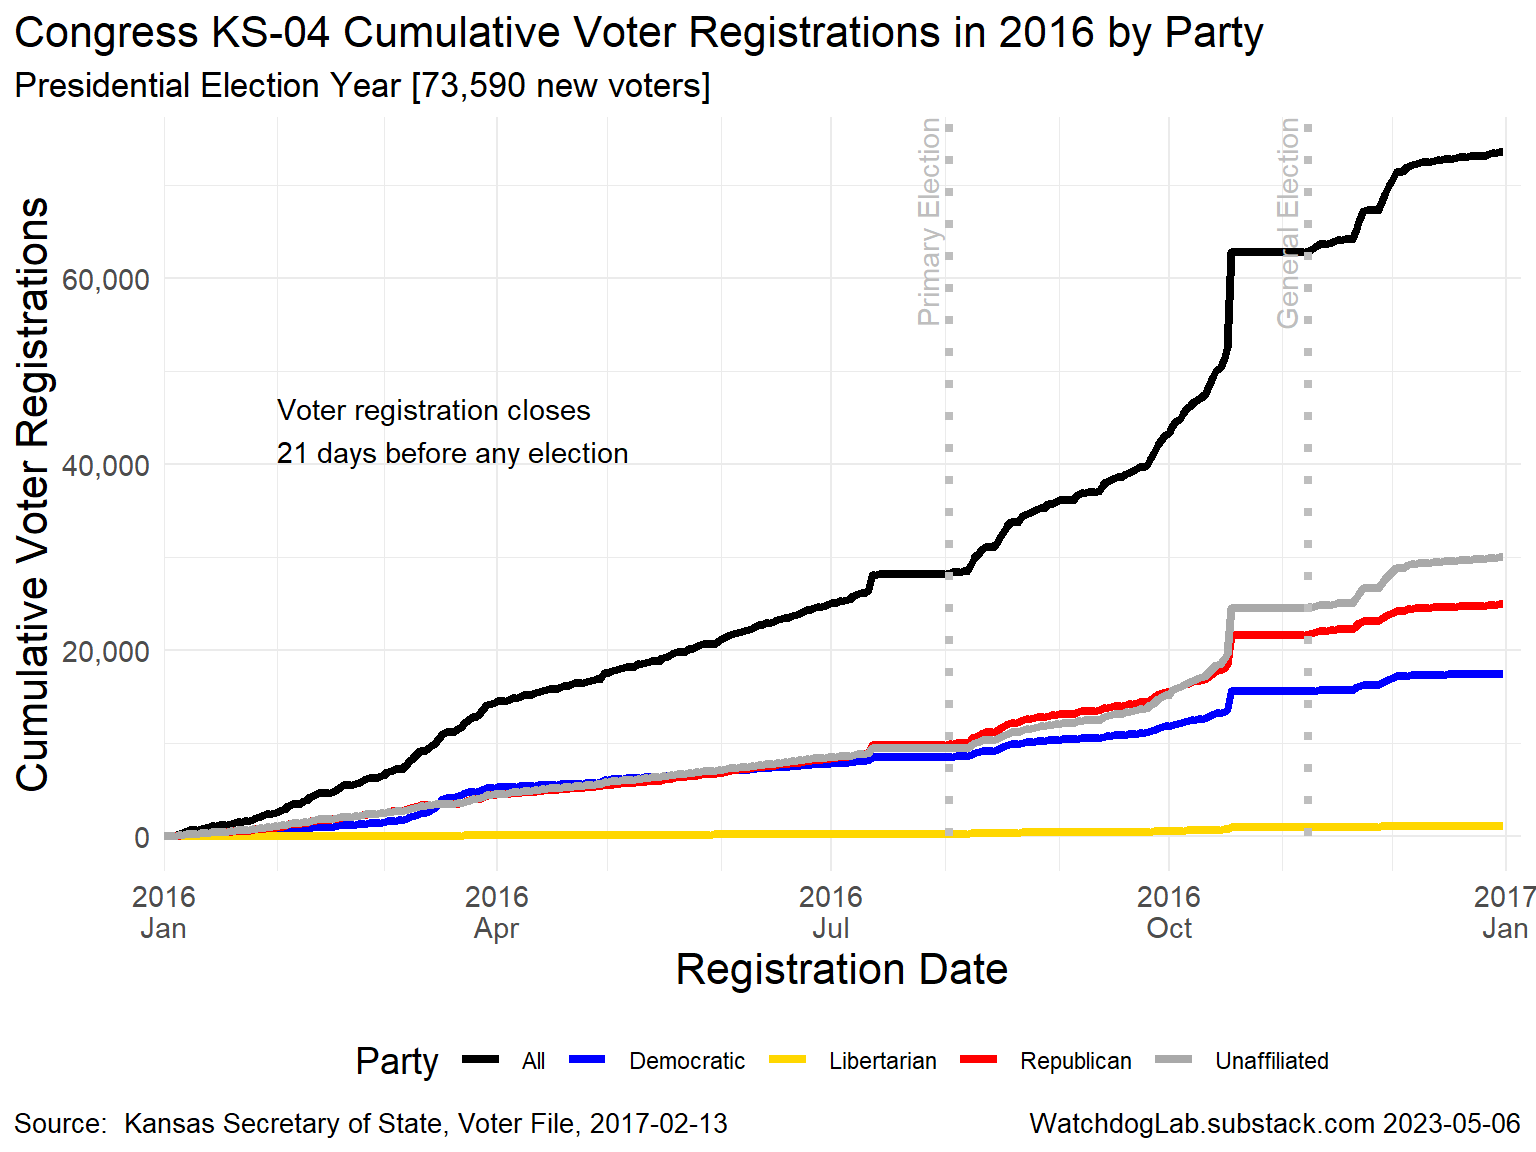 Congress KS-04 Cumulative Voter Registrations in 2016 by Party
Presidential Election Year [73,590 new voters]
Cumulative Voter Registrations
60,000
40,000
20,000
0
Primary Election
General Election
Voter registration closes
21 days before any election
2016 2016 2016 2016 2017
Jan Apr Jul Oct Jan
Registration Date
Party All Democratic Libertarian Republican Unaffiliated
Source:  Kansas Secretary of State, Voter File, 2017-02-13
WatchdogLab.substack.com 2023-05-06